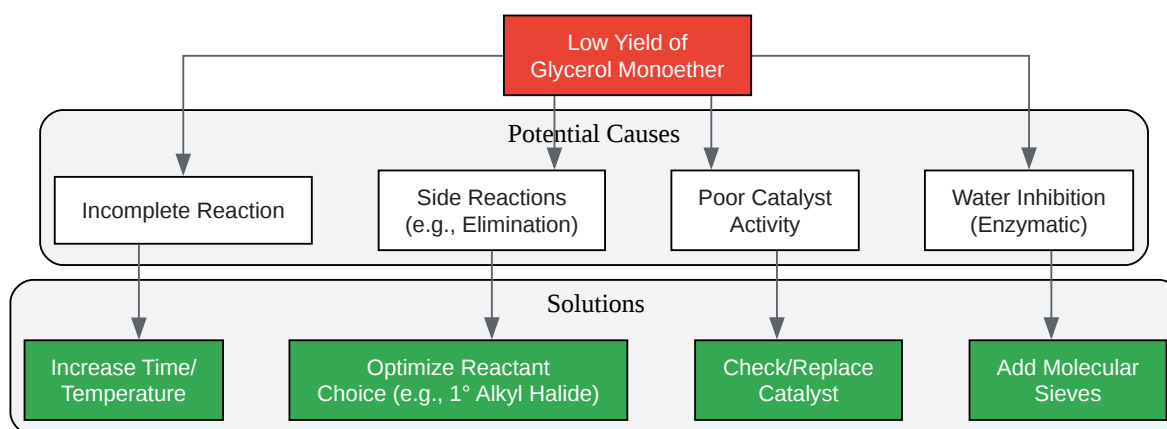 Low Yield of
Glycerol Monoether
Potential Causes
Incomplete Reaction
Side Reactions
(e.g., Elimination)
Poor Catalyst
Activity
Water Inhibition
(Enzymatic)
Solutions
Increase Time/
Temperature
Optimize Reactant
Choice (e.g., 1° Alkyl Halide)
Check/Replace
Catalyst
Add Molecular
Sieves